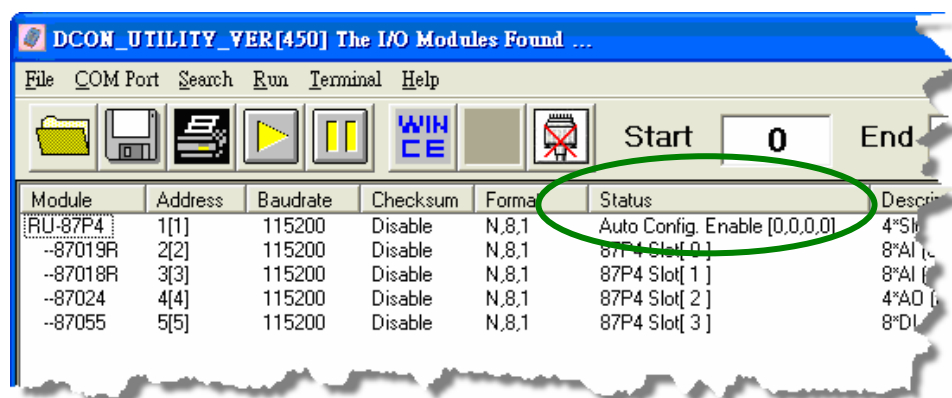 DCON_UTILITY_VER[450] The I/O Modules Found ...
File COM Port Search Run Terminal Help
WIN CE Start 0 End
Module Address Baudrate Checksum Format Status
RU-87P4 1[1] 115200 Disable N,8,1 Auto Config. Enable [0,0,0,0]
--87019R 2[2] 115200 Disable N,8,1 87P4 Slot[ 0 ] 8*AI
--87018R 3[3] 115200 Disable N,8,1 87P4 Slot[ 1 ] 8*AI
--87024 4[4] 115200 Disable N,8,1 87P4 Slot[ 2 ] 4*AO
--87055 5[5] 115200 Disable N,8,1 87P4 Slot[ 3 ] 8*DI